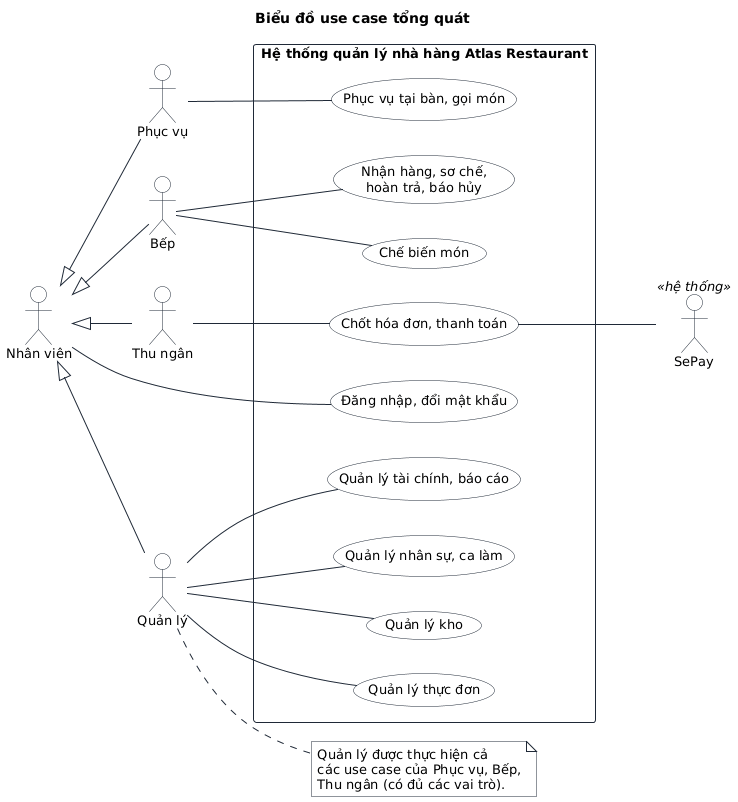 Biểu đồ use case tổng quát
Hệ thống quản lý nhà hàng Atlas Restaurant
Phục vụ
Phục vụ tại bàn, gọi món
Bếp
Nhận hàng, sơ chế,
hoàn trả, báo hủy
Chế biến món
Nhân viên
Thu ngân
Chốt hóa đơn, thanh toán
«hệ thống»
SePay
Đăng nhập, đổi mật khẩu
Quản lý tài chính, báo cáo
Quản lý nhân sự, ca làm
Quản lý
Quản lý kho
Quản lý thực đơn
Quản lý được thực hiện cả
các use case của Phục vụ, Bếp,
Thu ngân (có đủ các vai trò).